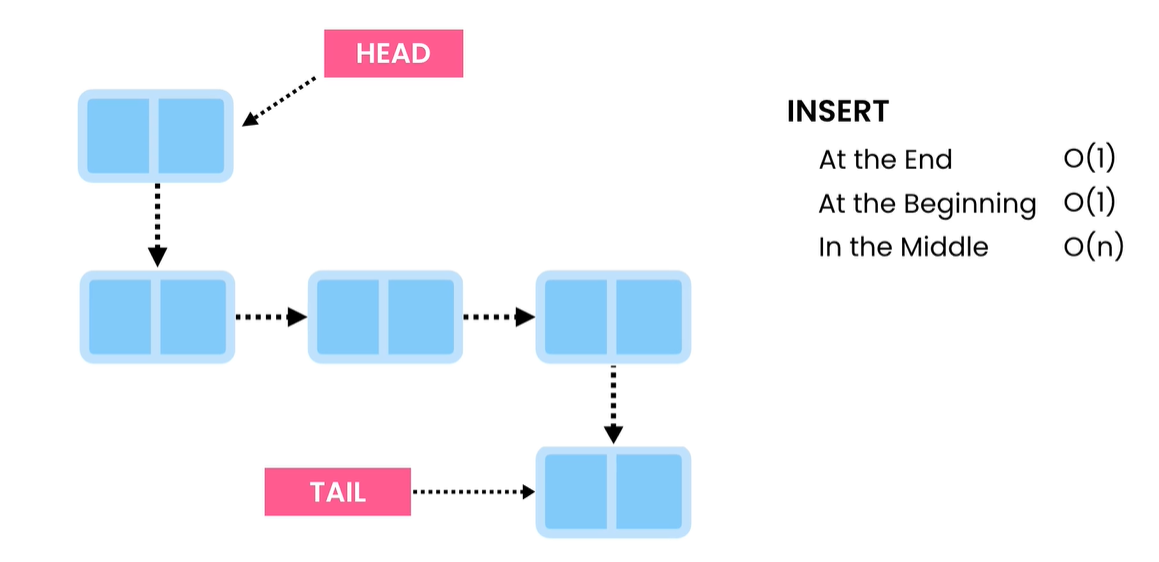 HEAD
INSERT
At the End O(1)
At the Beginning O(1)
In the Middle O(n)
TAIL